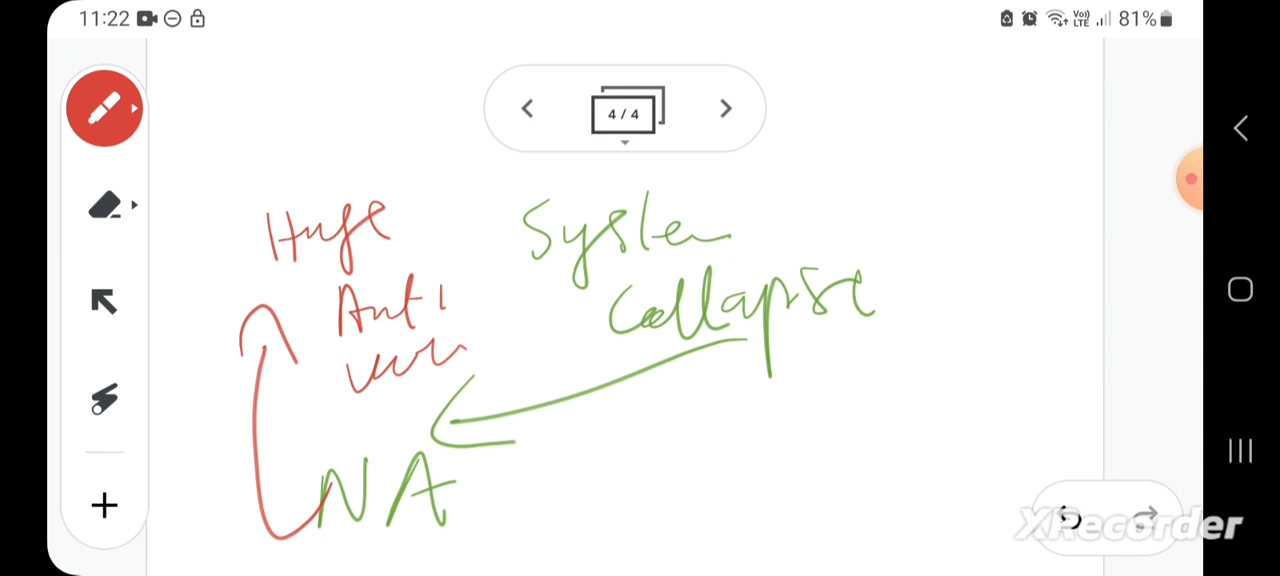 11:22 81%
4 / 4
Huge
System
Anti
Collapse
NA
XRecorder